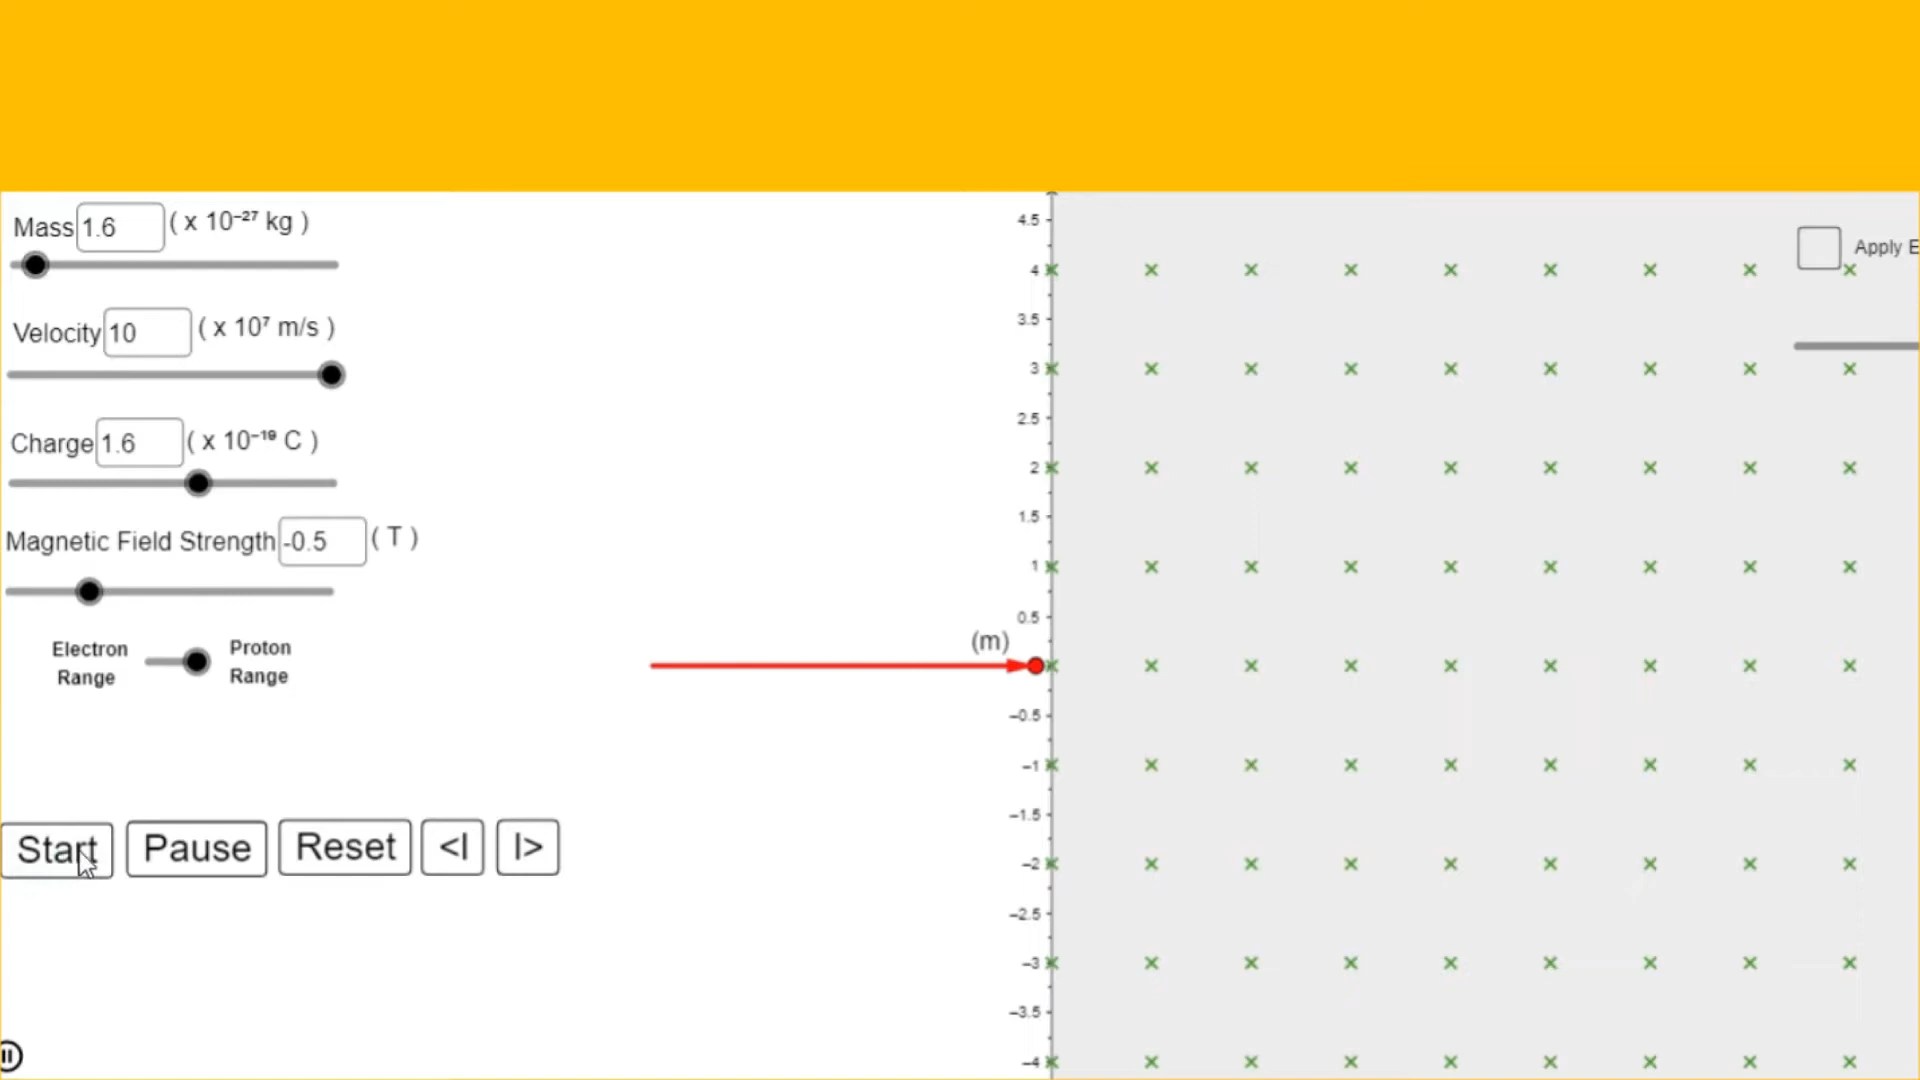 Mass 1.6 ( x 10⁻²⁷ kg )
Velocity 10 ( x 10⁷ m/s )
Charge 1.6 ( x 10⁻¹⁹ C )
Magnetic Field Strength -0.5 ( T )
Electron Range
Proton Range
Start Pause Reset <I I>
(m)
4.5
4
3.5
3
2.5
2
1.5
1
0.5
–0.5
–1
–1.5
–2
–2.5
–3
–3.5
–4
Apply E